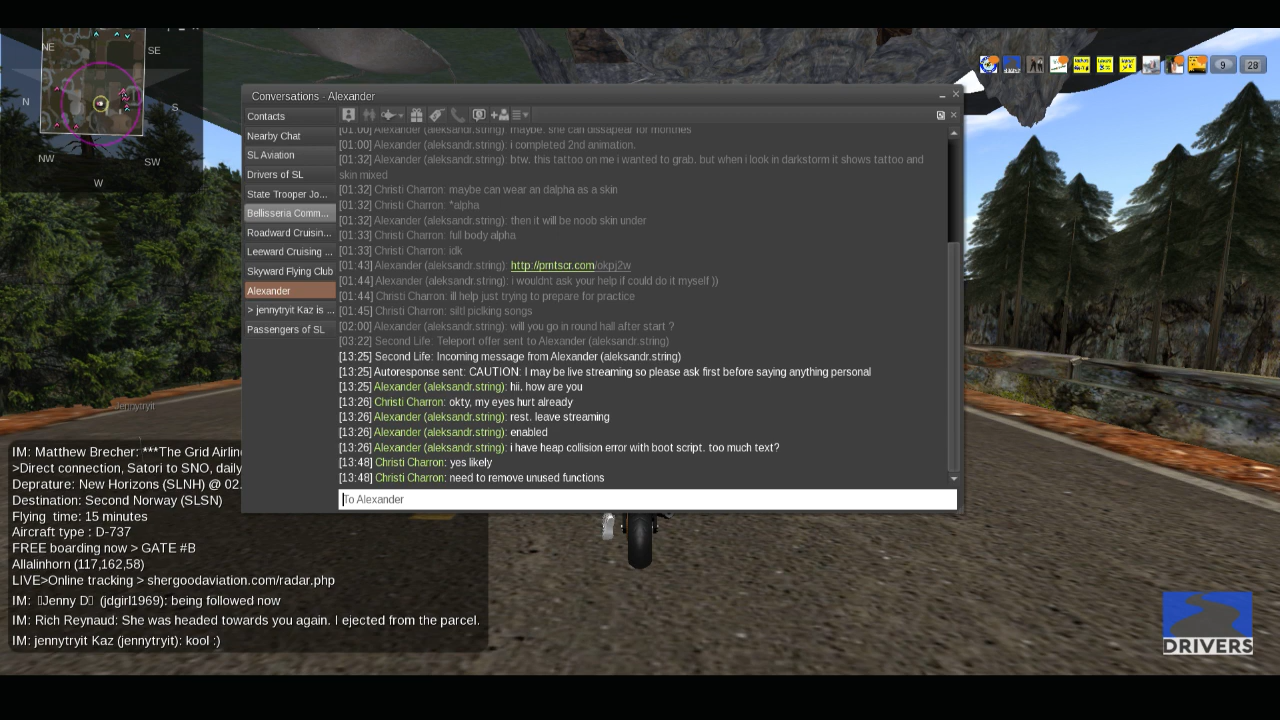 NE
SE
N
S
NW
SW
W
9
28
Conversations - Alexander
Contacts
Nearby Chat
SL Aviation
Drivers of SL
State Trooper Jo...
Bellisseria Comm...
Roadward Cruisin...
Leeward Cruising ...
Skyward Flying Club
Alexander
> jennytryit Kaz is ...
Passengers of SL
[01:00] Alexander (aleksandr.string): maybe. she can dissapear for monthes
[01:00] Alexander (aleksandr.string): i completed 2nd animation.
[01:32] Alexander (aleksandr.string): btw. this tattoo on me i wanted to grab. but when i look in darkstorm it shows tattoo and
skin mixed
[01:32] Christi Charron: maybe can wear an dalpha as a skin
[01:32] Christi Charron: *alpha
[01:32] Alexander (aleksandr.string): then it will be noob skin under
[01:33] Christi Charron: full body alpha
[01:33] Christi Charron: idk
[01:43] Alexander (aleksandr.string): http://prntscr.com/okpj2w
[01:44] Alexander (aleksandr.string): i wouldnt ask your help if could do it myself ))
[01:44] Christi Charron: ill help just trying to prepare for practice
[01:45] Christi Charron: siltl pickling songs
[02:00] Alexander (aleksandr.string): will you go in round hall after start ?
[03:22] Second Life: Teleport offer sent to Alexander (aleksandr.string)
[13:25] Second Life: Incoming message from Alexander (aleksandr.string)
[13:25] Autoresponse sent: CAUTION: I may be live streaming so please ask first before saying anything personal
[13:25] Alexander (aleksandr.string): hii. how are you
[13:26] Christi Charron: okty, my eyes hurt already
[13:26] Alexander (aleksandr.string): rest. leave streaming
[13:26] Alexander (aleksandr.string): enabled
[13:26] Alexander (aleksandr.string): i have heap collision error with boot script. too much text?
[13:48] Christi Charron: yes likely
[13:48] Christi Charron: need to remove unused functions
To Alexander
Jennytryit
IM: Matthew Brecher: ***The Grid Airline
>Direct connection, Satori to SNO, daily
Deprature: New Horizons (SLNH) @ 02.
Destination: Second Norway (SLSN)
Flying time: 15 minutes
Aircraft type : D-737
FREE boarding now > GATE #B
Allalinhorn (117,162,58)
LIVE>Online tracking > shergoodaviation.com/radar.php
IM: Jenny D (jdgirl1969): being followed now
IM: Rich Reynaud: She was headed towards you again. I ejected from the parcel.
IM: jennytryit Kaz (jennytryit): kool :)
DRIVERS